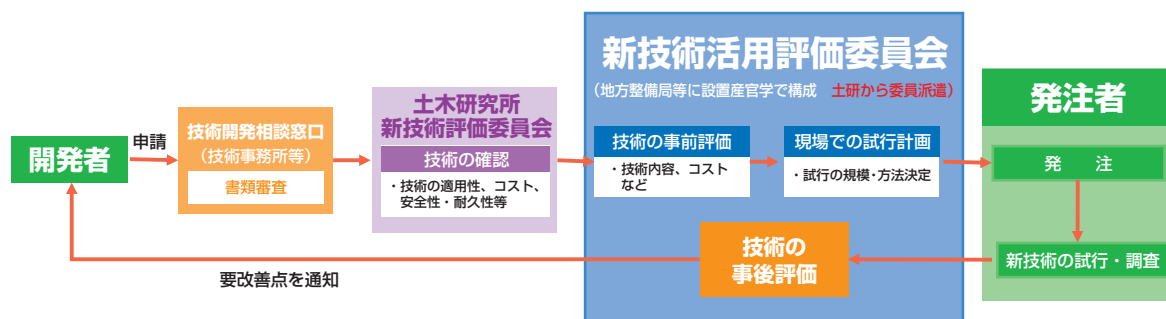 開発者
申請
技術開発相談窓口
（技術事務所等）
書類審査
土木研究所
新技術評価委員会
技術の確認
・技術の適用性、コスト、
安全性・耐久性等
新技術活用評価委員会
（地方整備局等に設置産官学で構成　土研から委員派遣）
技術の事前評価
・技術内容、コスト
など
現場での試行計画
・試行の規模・方法決定
発注者
発　注
新技術の試行・調査
技術の
事後評価
要改善点を通知